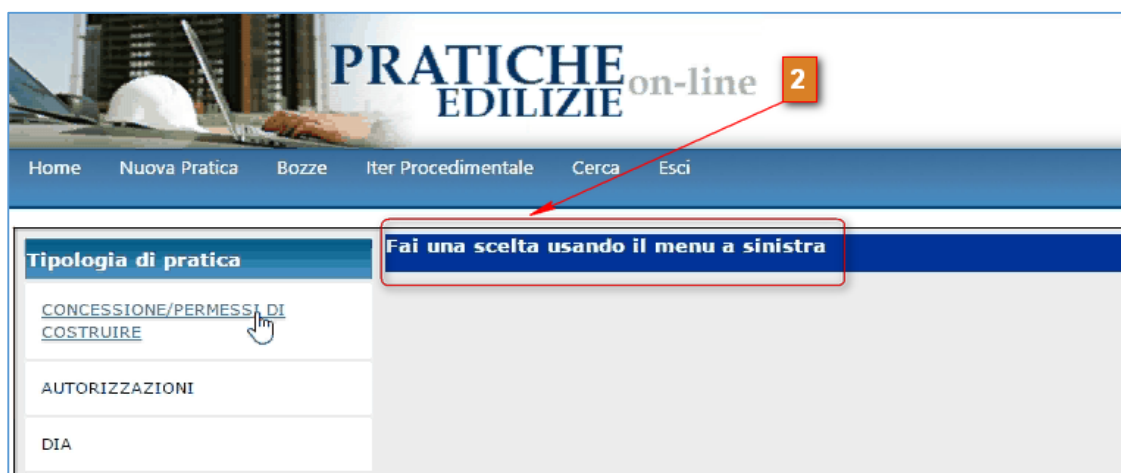 PRATICHE
EDILIZIE on-line
2
Home Nuova Pratica Bozze Iter Procedimentale Cerca Esci
Tipologia di pratica
Fai una scelta usando il menu a sinistra
CONCESSIONE/PERMESSI DI
COSTRUIRE
AUTORIZZAZIONI
DIA